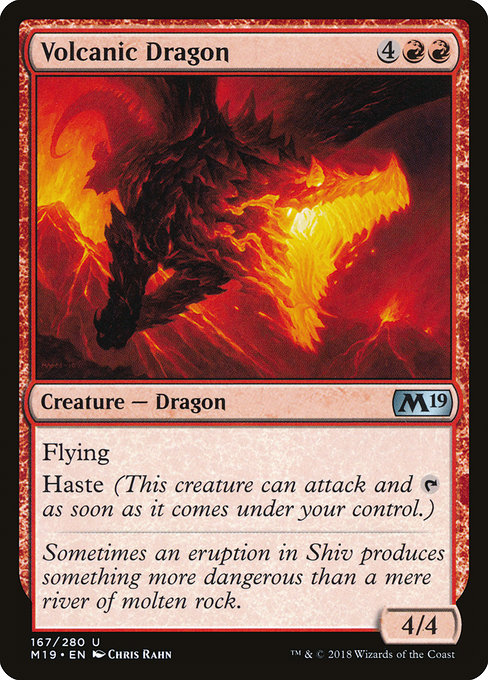 Volcanic Dragon 4
Creature — Dragon M19
Flying
Haste (This creature can attack and
as soon as it comes under your control.)
Sometimes an eruption in Shiv produces
something more dangerous than a mere
river of molten rock.
4/4
167/280 U
M19 • EN Chris Rahn ™ & © 2018 Wizards of the Coast